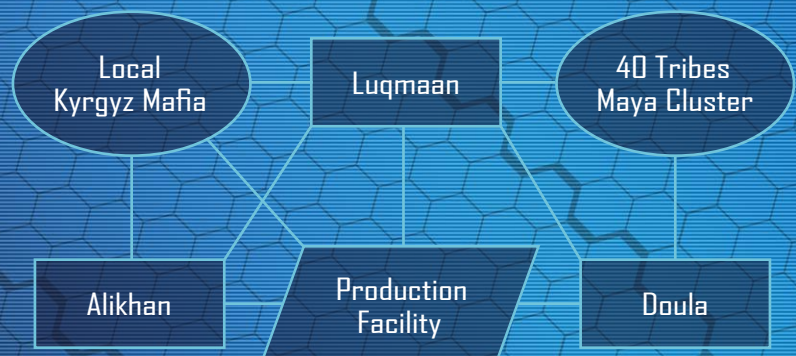 Local
Kyrgyz Mafia
Luqmaan
40 Tribes
Maya Cluster
Alikhan
Production
Facility
Doula